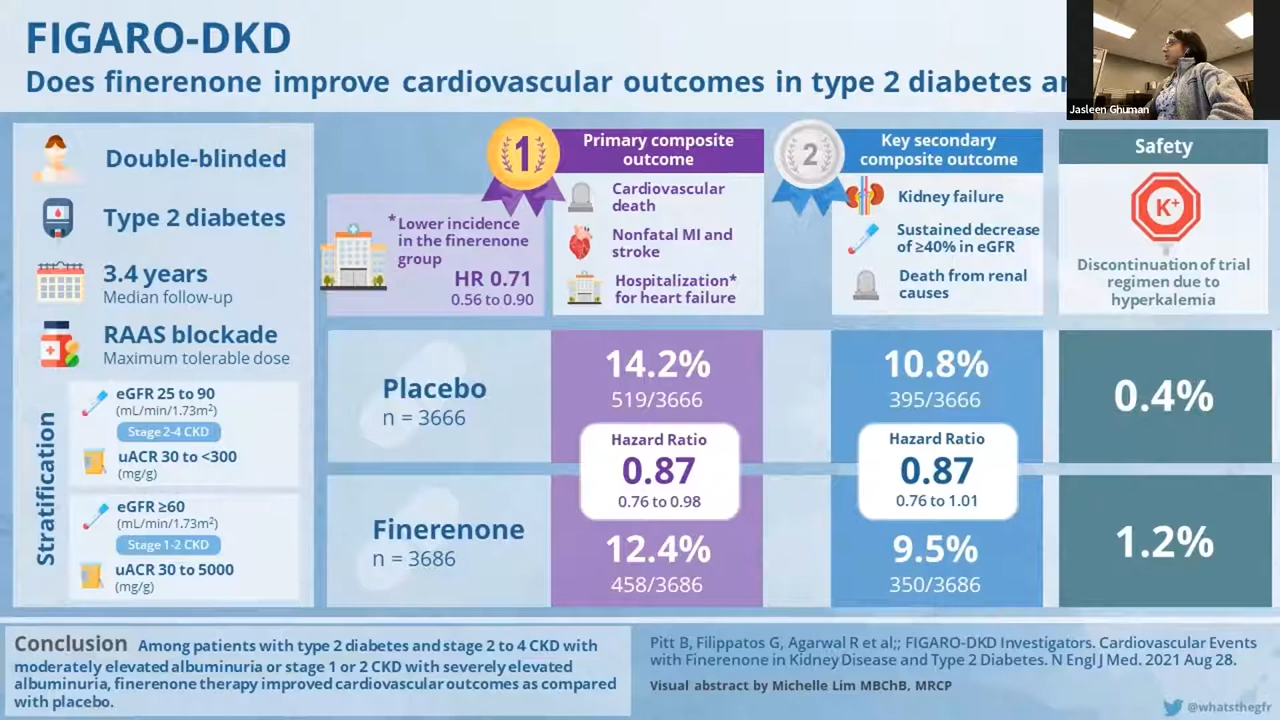 FIGARO-DKD
Does finerenone improve cardiovascular outcomes in type 2 diabetes
Jasleen Ghuman
Double-blinded
Type 2 diabetes
3.4 years
Median follow-up
RAAS blockade
Maximum tolerable dose
Stratification
eGFR 25 to 90
(mL/min/1.73m²)
Stage 2-4 CKD
uACR 30 to <300
(mg/g)
eGFR ≥60
(mL/min/1.73m²)
Stage 1-2 CKD
uACR 30 to 5000
(mg/g)
*Lower incidence
in the finerenone
group
HR 0.71
0.56 to 0.90
1
Primary composite
outcome
Cardiovascular
death
Nonfatal MI and
stroke
Hospitalization*
for heart failure
2
Key secondary
composite outcome
Kidney failure
Sustained decrease
of ≥40% in eGFR
Death from renal
causes
Safety
K+
Discontinuation of trial
regimen due to
hyperkalemia
Placebo
n = 3666
14.2%
519/3666
10.8%
395/3666
0.4%
Hazard Ratio
0.87
0.76 to 0.98
Hazard Ratio
0.87
0.76 to 1.01
Finerenone
n = 3686
12.4%
458/3686
9.5%
350/3686
1.2%
Conclusion Among patients with type 2 diabetes and stage 2 to 4 CKD with
moderately elevated albuminuria or stage 1 or 2 CKD with severely elevated
albuminuria, finerenone therapy improved cardiovascular outcomes as compared
with placebo.
Pitt B, Filippatos G, Agarwal R et al;; FIGARO-DKD Investigators. Cardiovascular Events
with Finerenone in Kidney Disease and Type 2 Diabetes. N Engl J Med. 2021 Aug 28.
Visual abstract by Michelle Lim MBChB, MRCP
@whatsthegfr